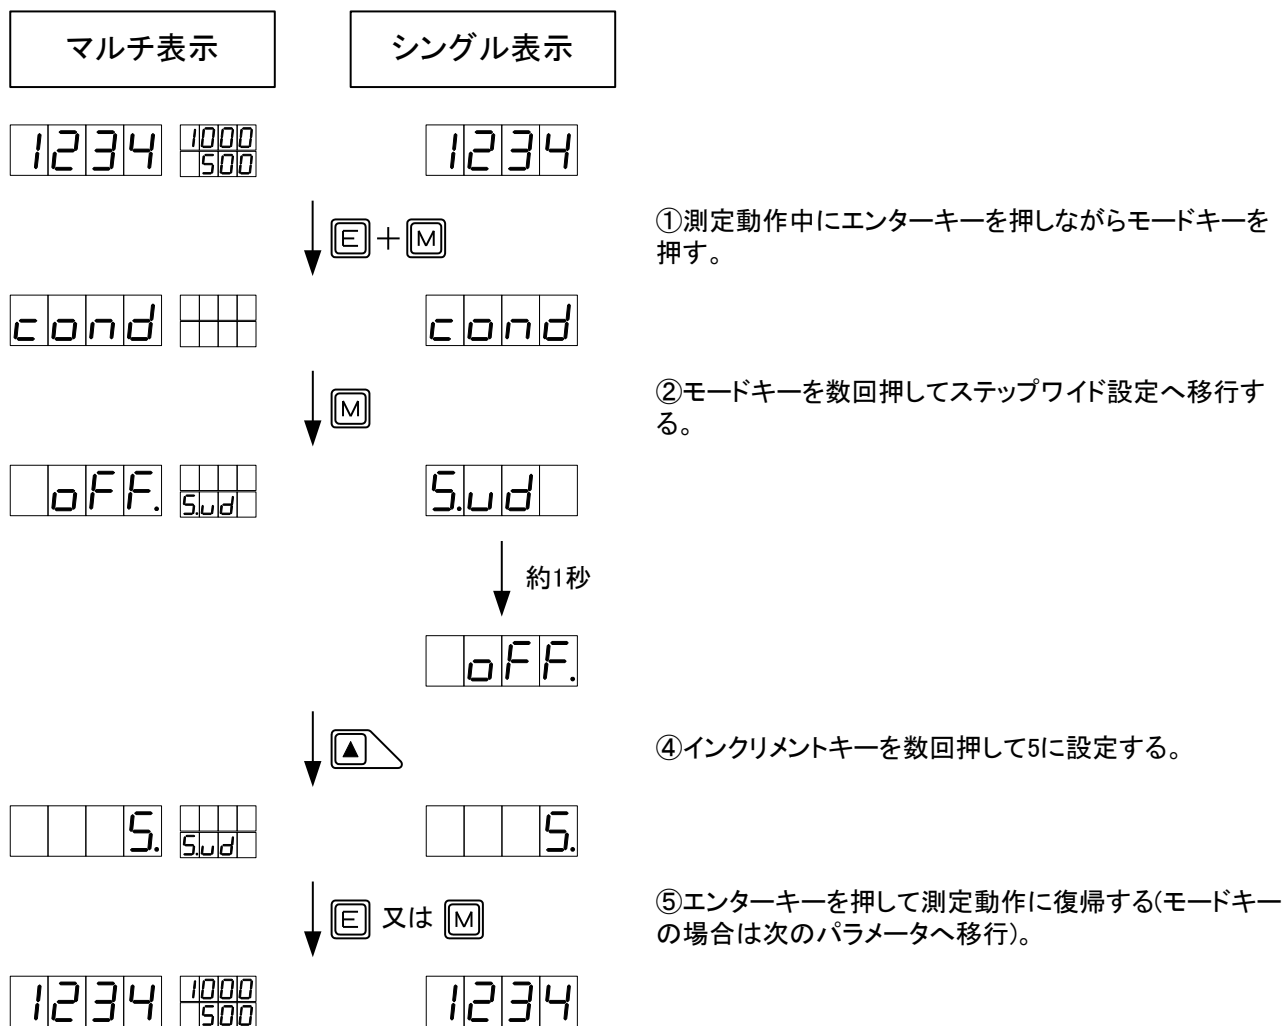 マルチ表示 シングル表示
1234 1000 1234
500
E+M ①測定動作中にエンターキーを押しながらモードキーを
押す。
cond cond
M ②モードキーを数回押してステップワイド設定へ移行す
る。
oFF. S.ud S.ud
約1秒
oFF.
▲ ④インクリメントキーを数回押して5に設定する。
5. S.ud 5.
E 又は M ⑤エンターキーを押して測定動作に復帰する(モードキー
の場合は次のパラメータへ移行)。
1234 1000 1234
500